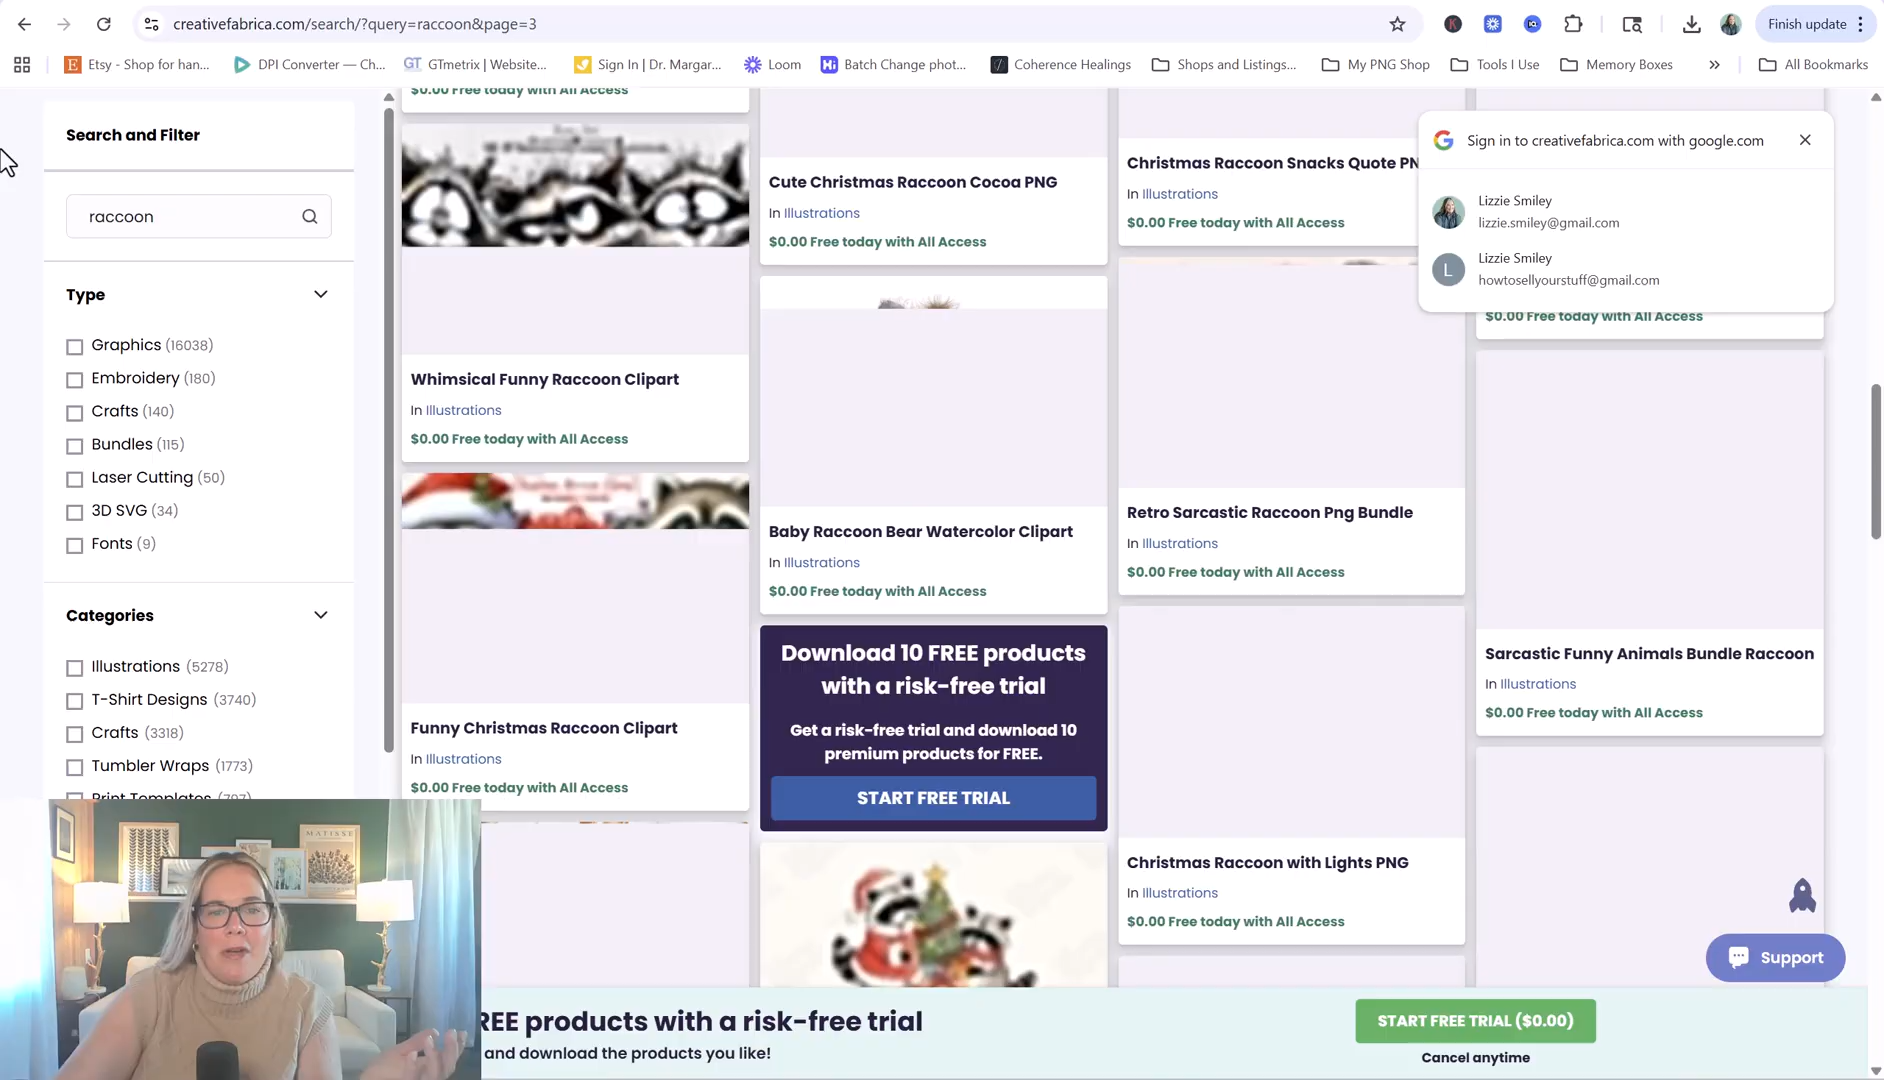 creativefabrica.com/search/?query=raccoon&page=3
Finish update
Etsy - Shop for han...
DPI Converter — Ch...
GTmetrix | Website...
Sign In | Dr. Margar...
Loom
Batch Change phot...
Coherence Healings
Shops and Listings...
My PNG Shop
Tools I Use
Memory Boxes
All Bookmarks
Search and Filter
raccoon
Type
Graphics (16038)
Embroidery (180)
Crafts (140)
Bundles (115)
Laser Cutting (50)
3D SVG (34)
Fonts (9)
Categories
Illustrations (5278)
T-Shirt Designs (3740)
Crafts (3318)
Tumbler Wraps (1773)
Print Templates (797)
$0.00 Free today with All Access
Whimsical Funny Raccoon Clipart
In Illustrations
$0.00 Free today with All Access
Funny Christmas Raccoon Clipart
In Illustrations
$0.00 Free today with All Access
Cute Christmas Raccoon Cocoa PNG
In Illustrations
$0.00 Free today with All Access
Baby Raccoon Bear Watercolor Clipart
In Illustrations
$0.00 Free today with All Access
Download 10 FREE products
with a risk-free trial
Get a risk-free trial and download 10
premium products for FREE.
START FREE TRIAL
Christmas Raccoon Snacks Quote PN
In Illustrations
$0.00 Free today with All Access
Retro Sarcastic Raccoon Png Bundle
In Illustrations
$0.00 Free today with All Access
Christmas Raccoon with Lights PNG
In Illustrations
$0.00 Free today with All Access
Sign in to creativefabrica.com with google.com
Lizzie Smiley
lizzie.smiley@gmail.com
L
Lizzie Smiley
howtosellyourstuff@gmail.com
$0.00 Free today with All Access
Sarcastic Funny Animals Bundle Raccoon
In Illustrations
$0.00 Free today with All Access
Support
MATISSE
REE products with a risk-free trial
and download the products you like!
START FREE TRIAL ($0.00)
Cancel anytime